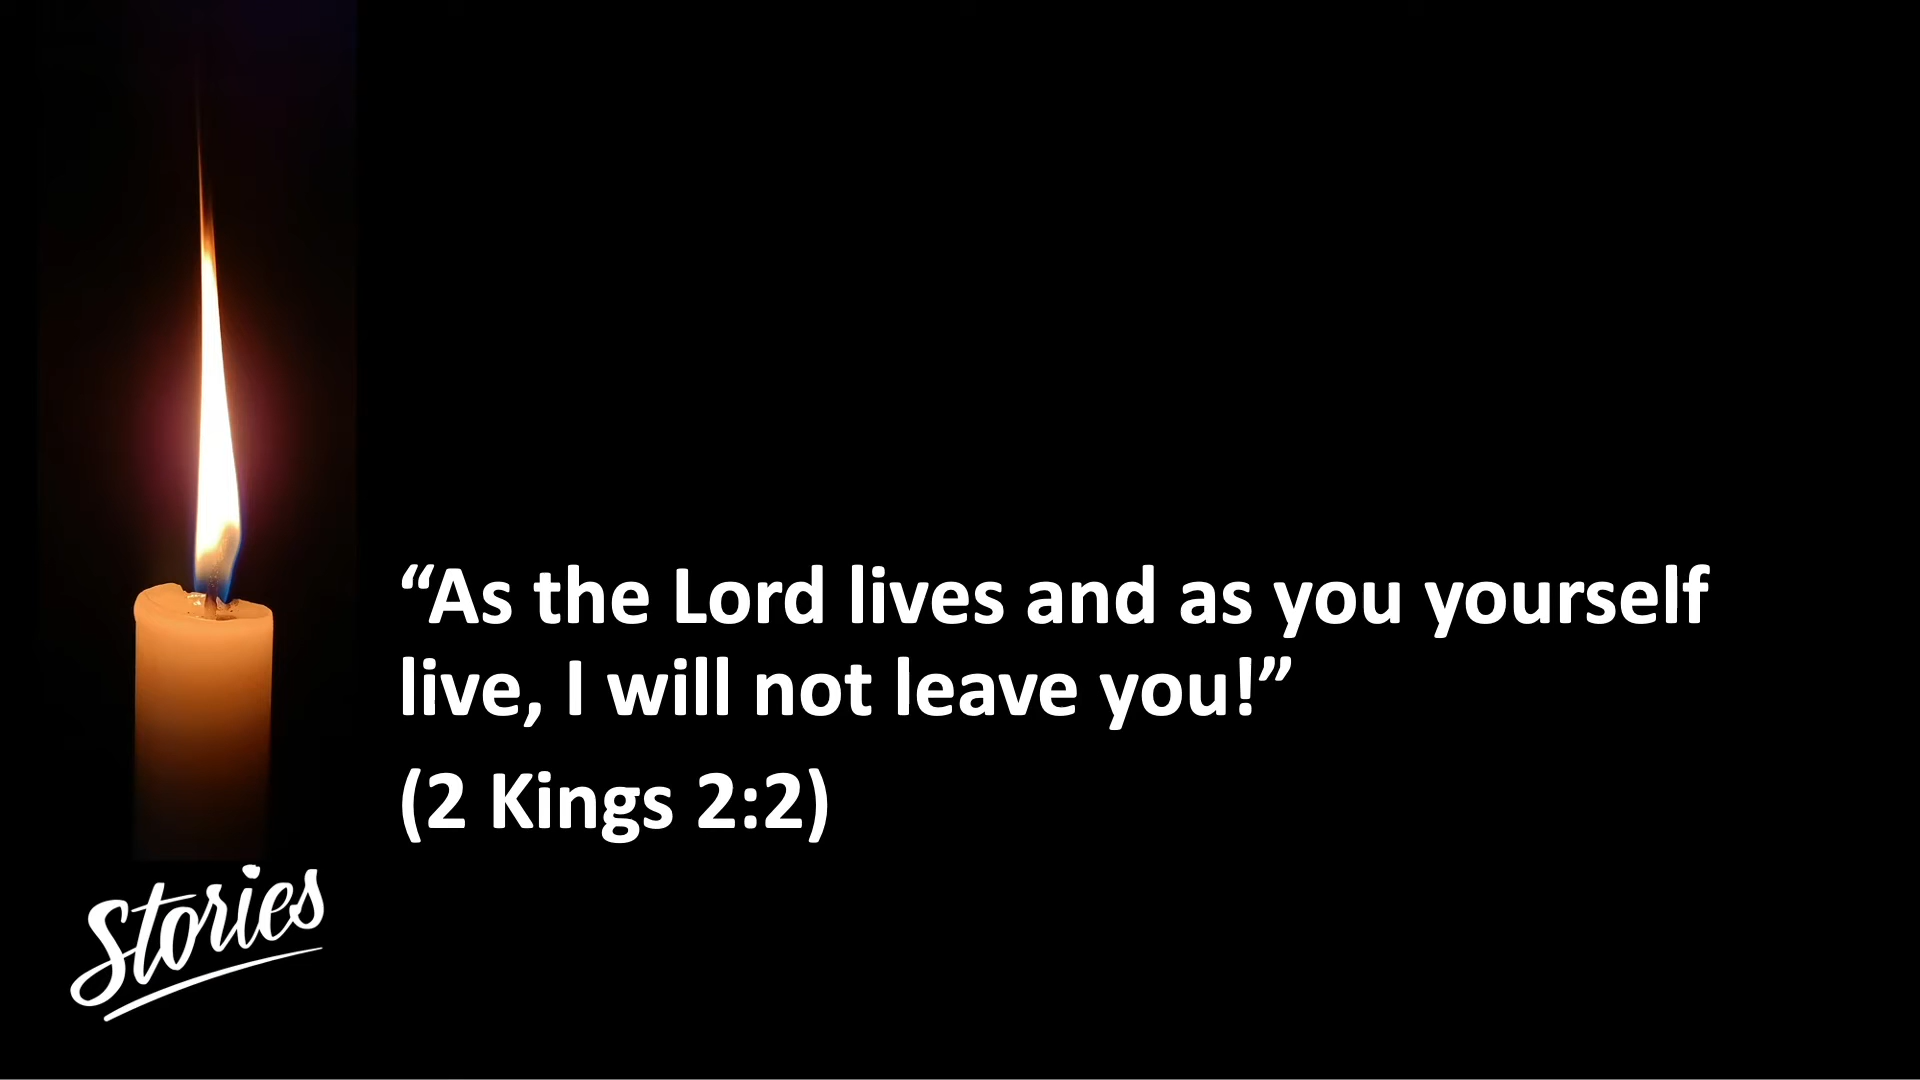 “As the Lord lives and as you yourself
live, I will not leave you!”
(2 Kings 2:2)
Stories